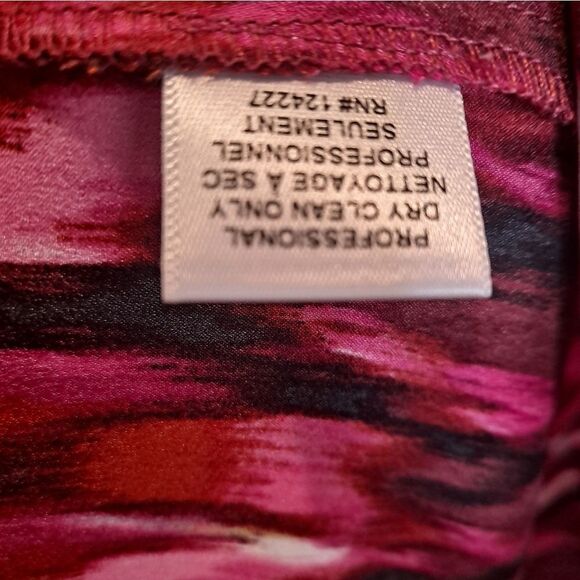 PROFESSIONAL
DRY CLEAN ONLY
NETTOYAGE À SEC
PROFESSIONNEL
SEULEMENT
RN# 124227